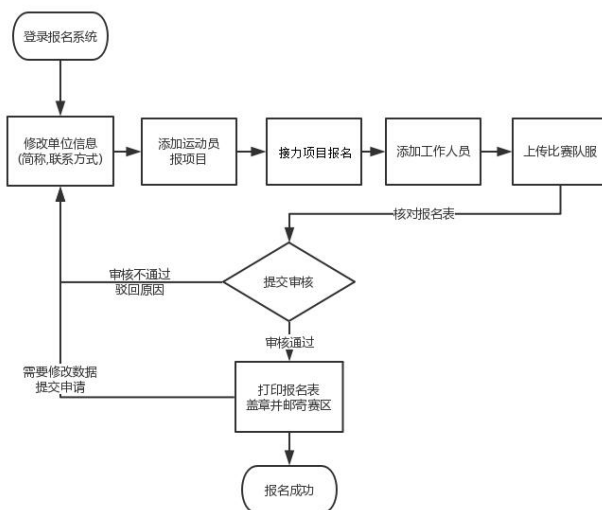 登录报名系统
修改单位信息
(简称,联系方式)
添加运动员
报项目
接力项目报名
添加工作人员
上传比赛队服
核对报名表
提交审核
审核不通过
驳回原因
审核通过
需要修改数据
提交申请
打印报名表
盖章并邮寄赛区
报名成功